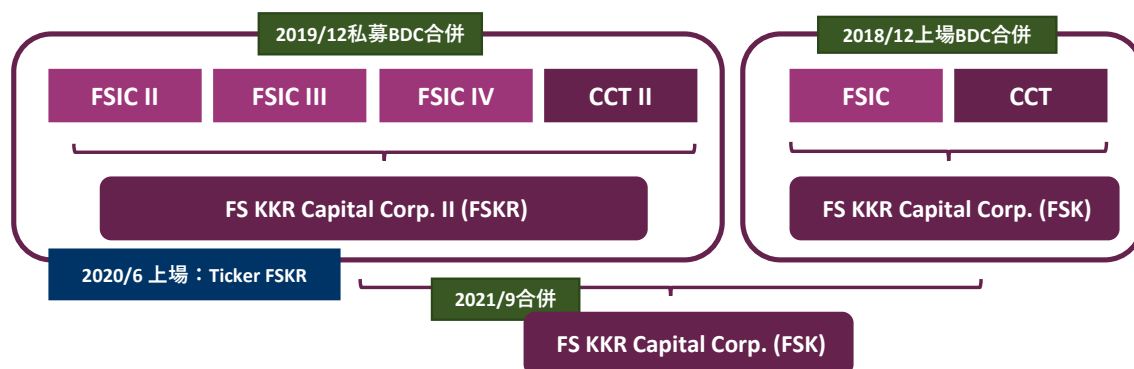 2019/12私募BDC合併
FSIC II
FSIC III
FSIC IV
CCT II
FS KKR Capital Corp. II (FSKR)
2020/6 上場：Ticker FSKR
2018/12上場BDC合併
FSIC
CCT
FS KKR Capital Corp. (FSK)
2021/9合併
FS KKR Capital Corp. (FSK)